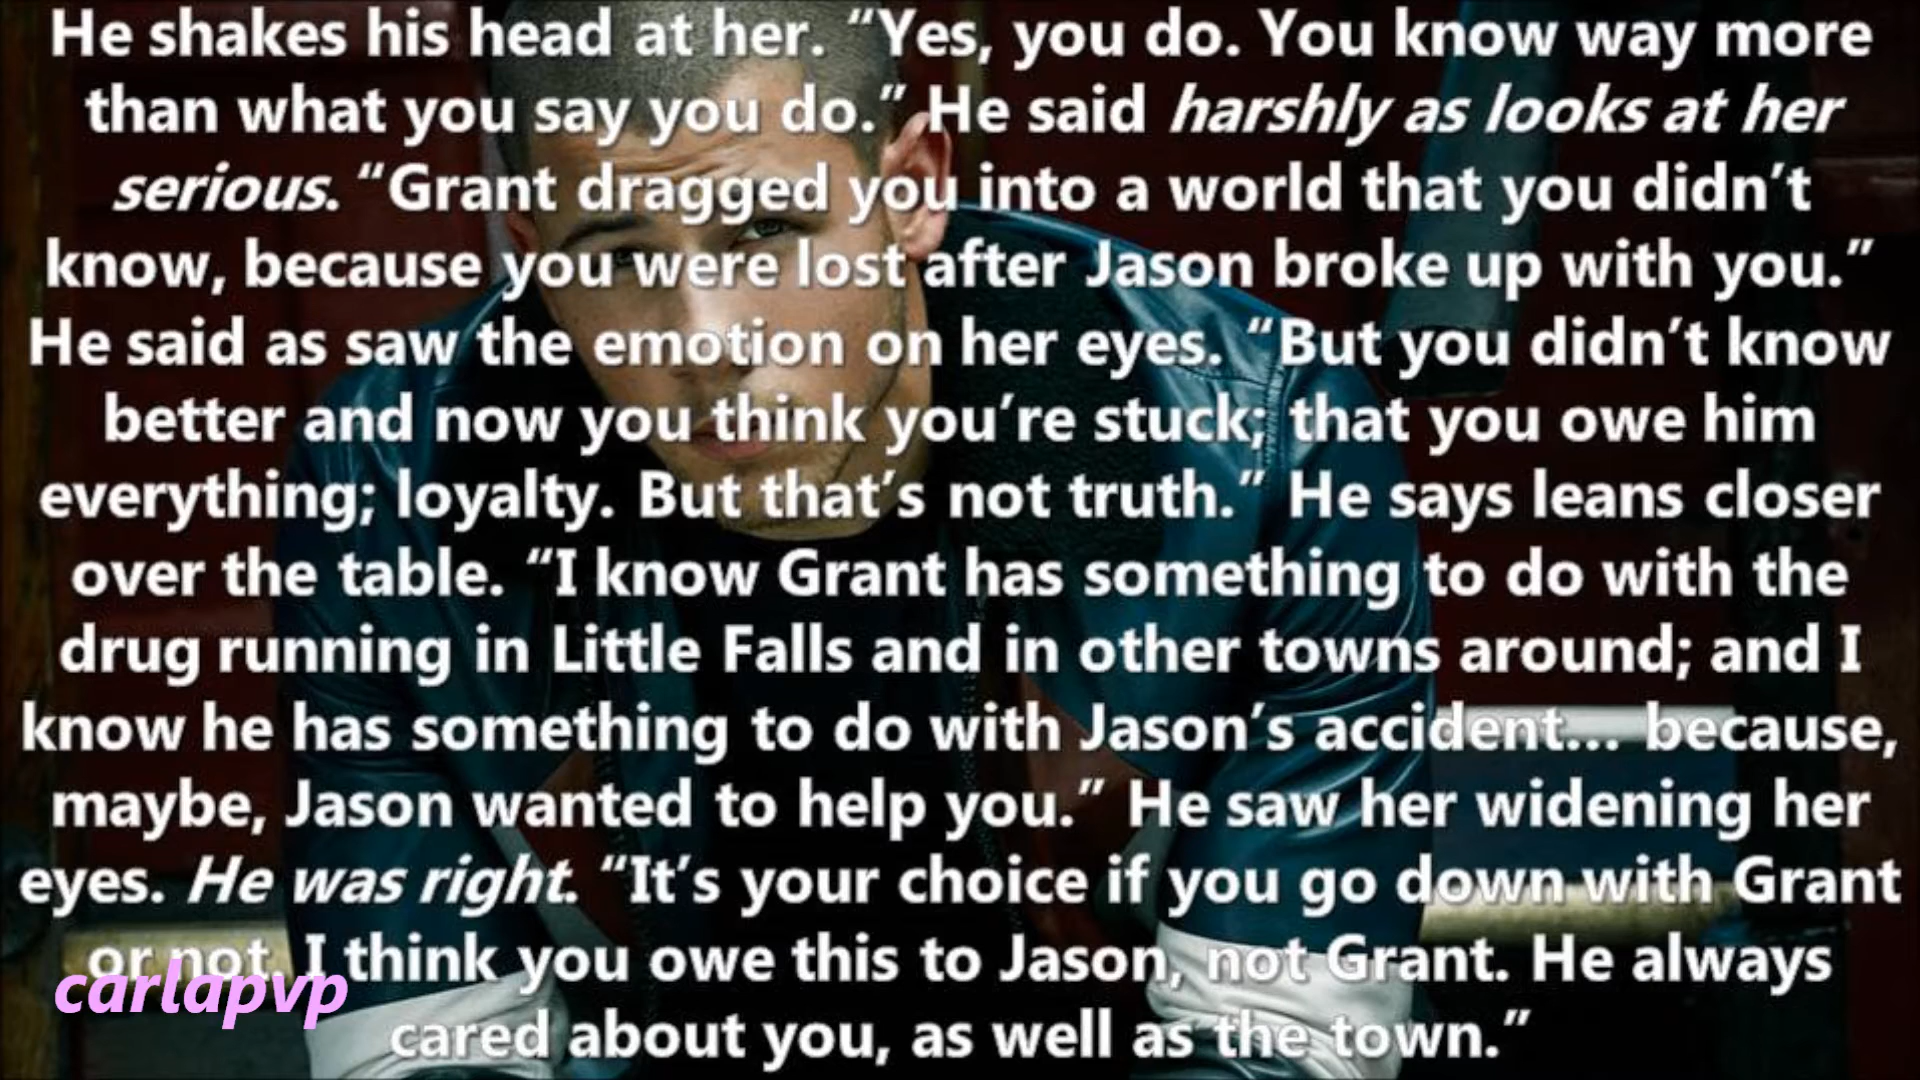 He shakes his head at her. “Yes, you do. You know way more
than what you say you do.” He said harshly as looks at her
serious. “Grant dragged you into a world that you didn’t
know, because you were lost after Jason broke up with you.”
He said as saw the emotion on her eyes. “But you didn’t know
better and now you think you’re stuck; that you owe him
everything; loyalty. But that’s not truth.” He says leans closer
over the table. “I know Grant has something to do with the
drug running in Little Falls and in other towns around; and I
know he has something to do with Jason’s accident... because,
maybe, Jason wanted to help you.” He saw her widening her
eyes. He was right. “It’s your choice if you go down with Grant
or not. I think you owe this to Jason, not Grant. He always
cared about you, as well as the town.”
carlapvp